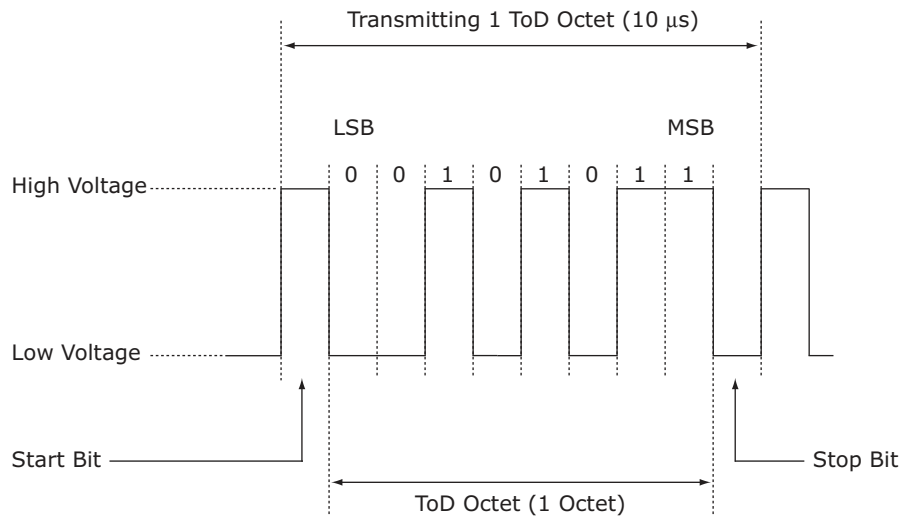 Transmitting 1 ToD Octet (10 μs)
LSB MSB
0 0 1 0 1 0 1 1
High Voltage
Low Voltage
Start Bit
Stop Bit
ToD Octet (1 Octet)